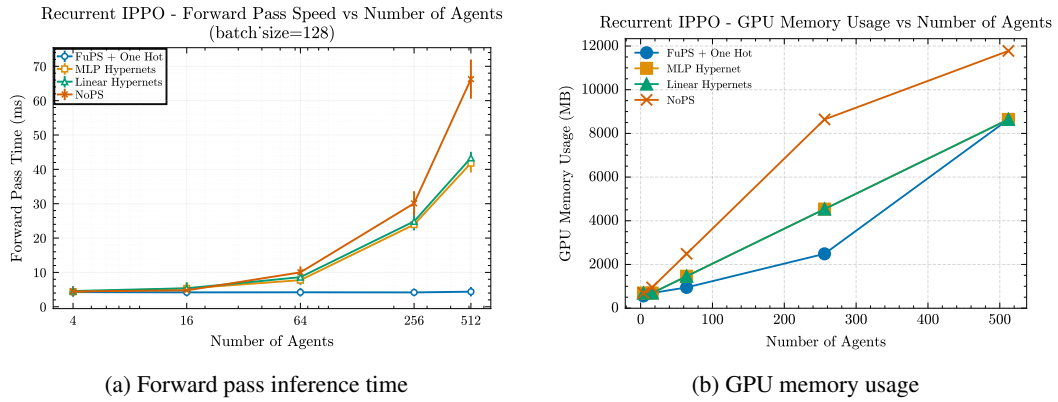 Recurrent IPPO - Forward Pass Speed vs Number of Agents
(batch˙size=128)
FuPS + One Hot
MLP Hypernets
Linear Hypernets
NoPS
Forward Pass Time (ms)
70
60
50
40
30
20
10
0
4
16
64
256
512
Number of Agents
(a) Forward pass inference time
Recurrent IPPO - GPU Memory Usage vs Number of Agents
FuPS + One Hot
MLP Hypernet
Linear Hypernets
NoPS
GPU Memory Usage (MB)
12000
10000
8000
6000
4000
2000
0
0
100
200
300
400
500
Number of Agents
(b) GPU memory usage